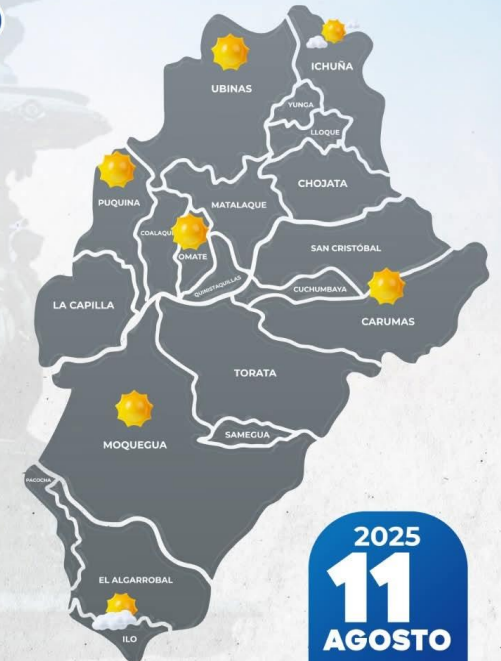 UBINAS
ICHUÑA
YUNGA
LLOQUE
CHOJATA
PUQUINA
MATALAQUE
COALAQU
OMATE
QUINISTAQUILLAS
SAN CRISTÓBAL
CUCHUMBAYA
LA CAPILLA
CARUMAS
TORATA
MOQUEGUA
SAMEGUA
PACOCHA
EL ALGARROBAL
ILO
2025
11
AGOSTO